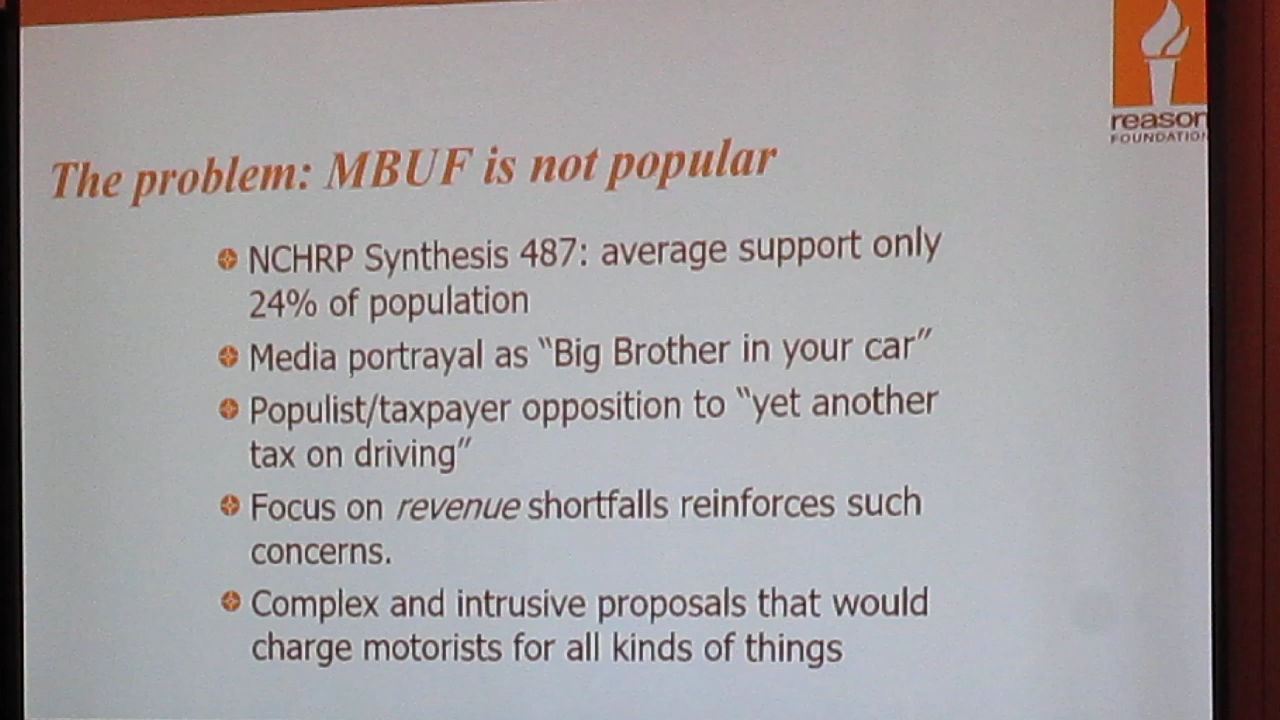 reason
FOUNDATION
The problem: MBUF is not popular
NCHRP Synthesis 487: average support only
24% of population
Media portrayal as “Big Brother in your car”
Populist/taxpayer opposition to “yet another
tax on driving”
Focus on revenue shortfalls reinforces such
concerns.
Complex and intrusive proposals that would
charge motorists for all kinds of things